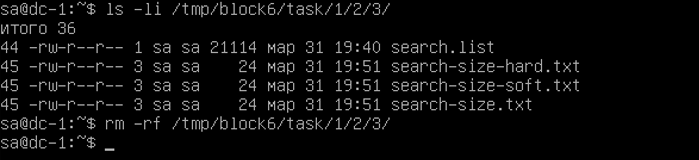 sa@dc-1:~$ ls -li /tmp/block6/task/1/2/3/
итого 36
44 -rw-r--r-- 1 sa sa 21114 мар 31 19:40 search.list
45 -rw-r--r-- 3 sa sa    24 мар 31 19:51 search-size-hard.txt
45 -rw-r--r-- 3 sa sa    24 мар 31 19:51 search-size-soft.txt
45 -rw-r--r-- 3 sa sa    24 мар 31 19:51 search-size.txt
sa@dc-1:~$ rm -rf /tmp/block6/task/1/2/3/
sa@dc-1:~$ _